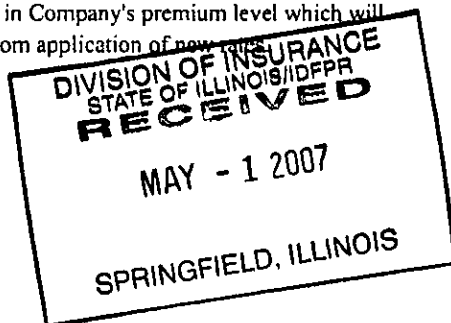 in Company's premium level which will
om application of new rates.
DIVISION OF INSURANCE
STATE OF ILLINOIS/IDFPR
RECEIVED
MAY - 1 2007
SPRINGFIELD, ILLINOIS